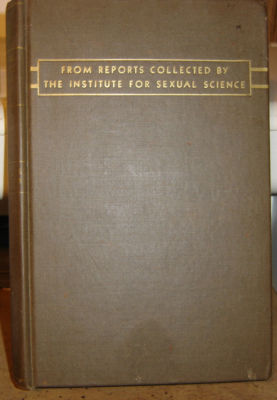 FROM REPORTS COLLECTED BY
THE INSTITUTE FOR SEXUAL SCIENCE